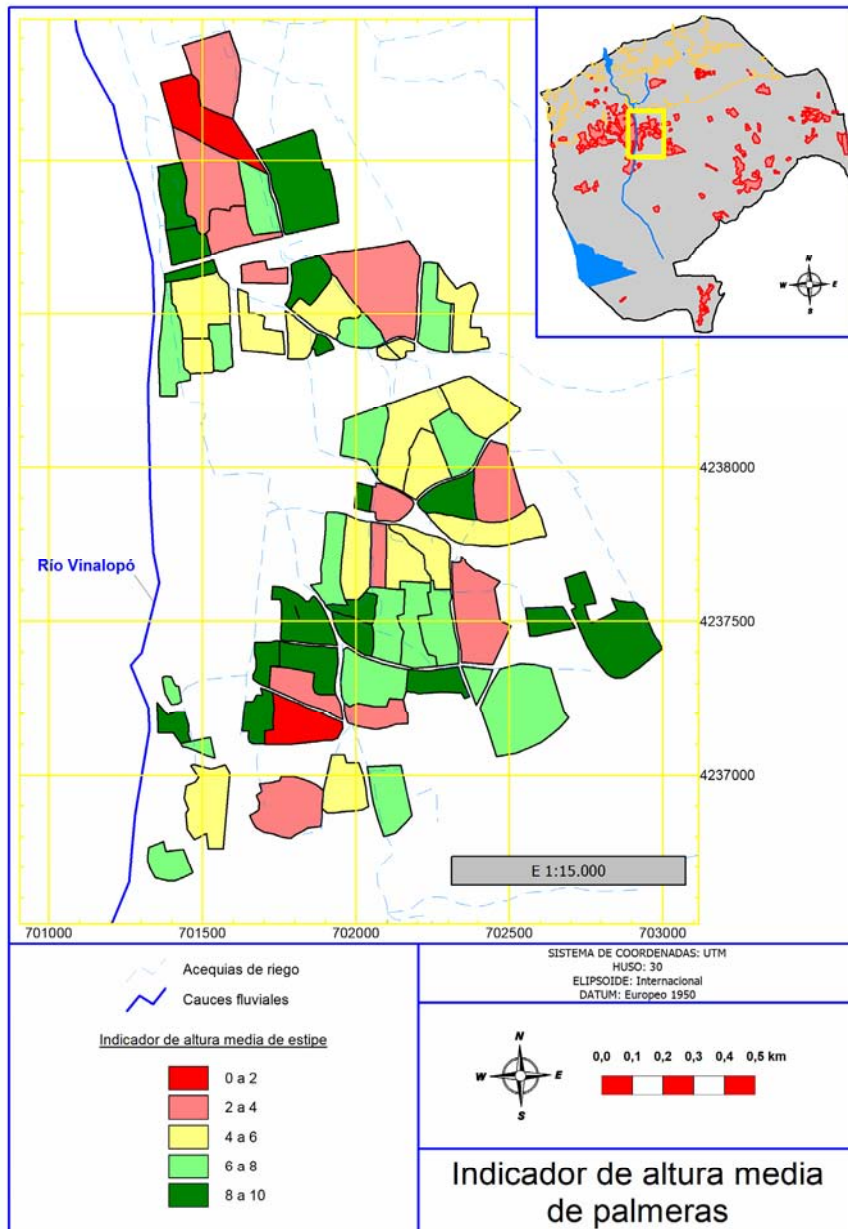 N
W E
S
4238000
Río Vinalopó
4237500
4237000
E 1:15.000
701000 701500 702000 702500 703000
Acequias de riego
Cauces fluviales
Indicador de altura media de estipe
0 a 2
2 a 4
4 a 6
6 a 8
8 a 10
SISTEMA DE COORDENADAS: UTM
HUSO: 30
ELIPSOIDE: Internacional
DATUM: Europeo 1950
N
W E
S
0,0 0,1 0,2 0,3 0,4 0,5 km
Indicador de altura media
de palmeras